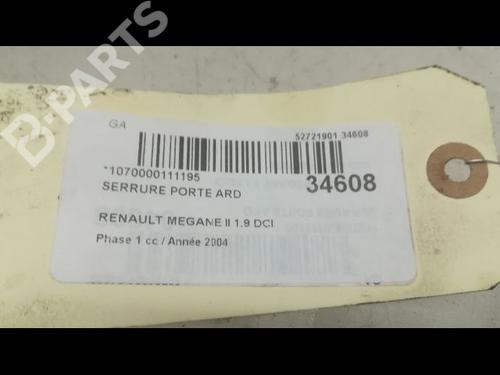 B-PARTS
GA
52721901 34608
*1070000111195
34608
SERRURE PORTE ARD
RENAULT MEGANE II 1.9 DCI
Phase 1 cc / Année 2004